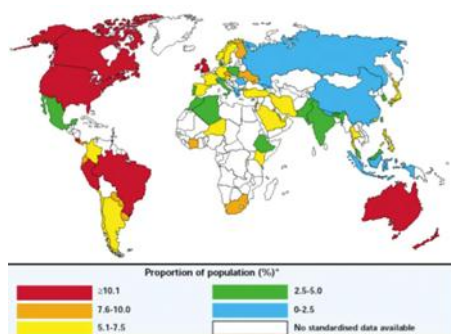 Proportion of population (%)*
≥10.1
7.6-10.0
5.1-7.5
2.5-5.0
0-2.5
No standardised data available